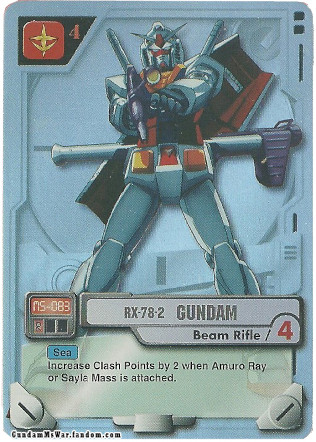 4
RX-78-2 GUNDAM
MS-083
Beam Rifle / 4
Sea
Increase Clash Points by 2 when Amuro Ray
or Sayla Mass is attached.
GundamMsWar.fandom.com